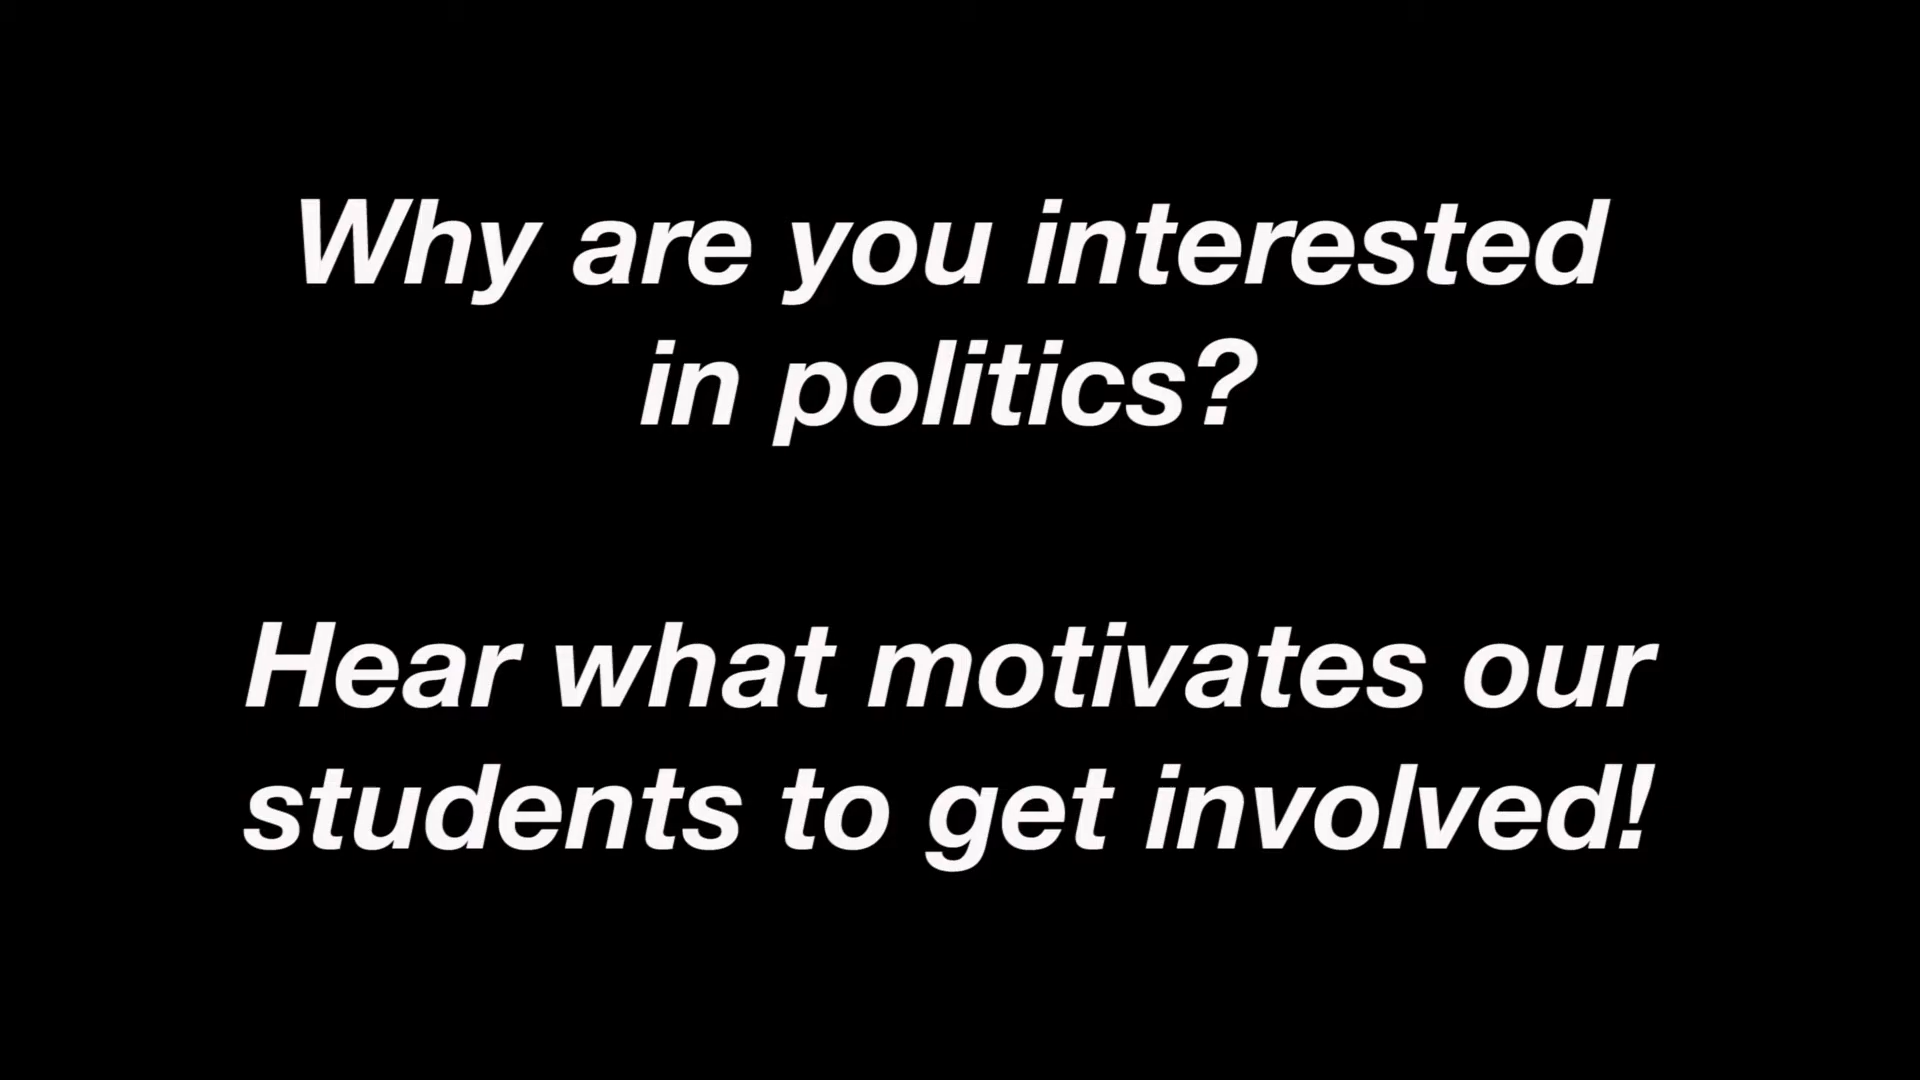 Why are you interested
in politics?
Hear what motivates our
students to get involved!